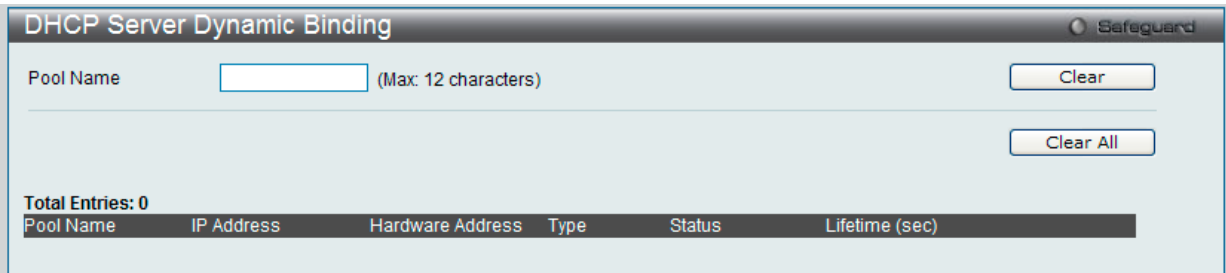 DHCP Server Dynamic Binding Safeguard
Pool Name (Max: 12 characters) Clear
Clear All
Total Entries: 0
Pool Name IP Address Hardware Address Type Status Lifetime (sec)